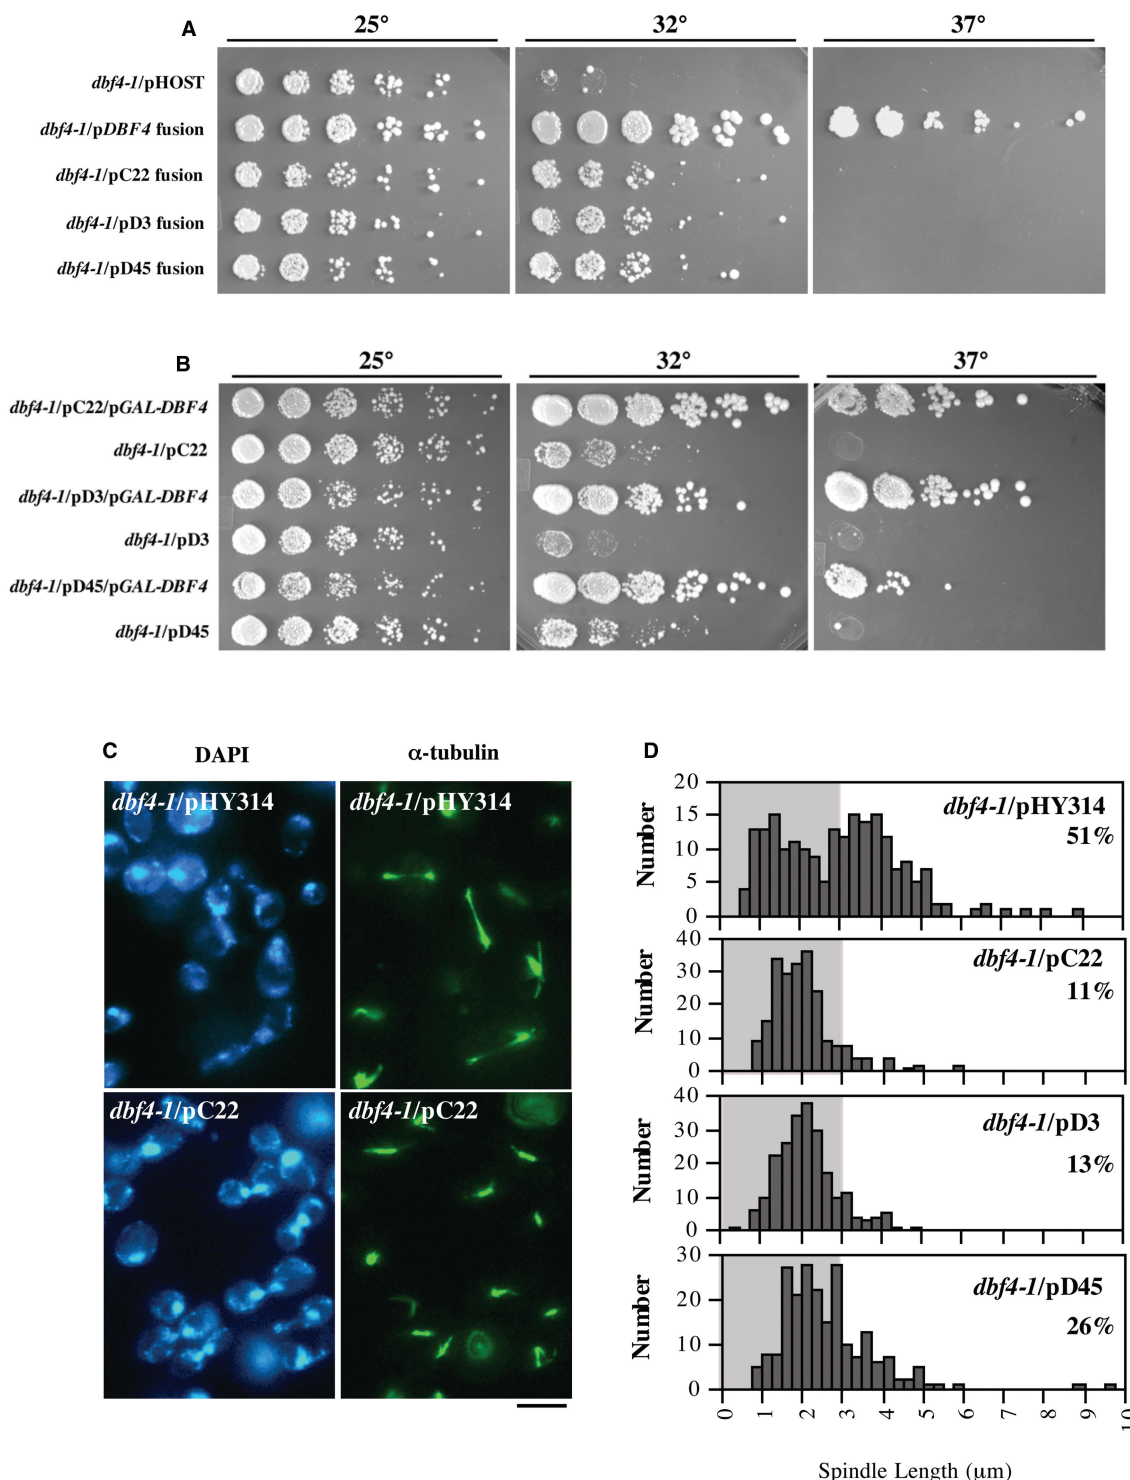 A
25° 32° 37°
dbf4-1/pHOST
dbf4-1/pDBF4 fusion
dbf4-1/pC22 fusion
dbf4-1/pD3 fusion
dbf4-1/pD45 fusion
B
25° 32° 37°
dbf4-1/pC22/pGAL-DBF4
dbf4-1/pC22
dbf4-1/pD3/pGAL-DBF4
dbf4-1/pD3
dbf4-1/pD45/pGAL-DBF4
dbf4-1/pD45
C
DAPI α-tubulin
dbf4-1/pHY314 dbf4-1/pHY314
dbf4-1/pC22 dbf4-1/pC22
D
20
15
10
5
0
Number
dbf4-1/pHY314
51%
40
30
20
10
0
Number
dbf4-1/pC22
11%
40
30
20
10
0
Number
dbf4-1/pD3
13%
30
20
10
0
Number
dbf4-1/pD45
26%
0 1 2 3 4 5 6 7 8 9 10
Spindle Length (µm)